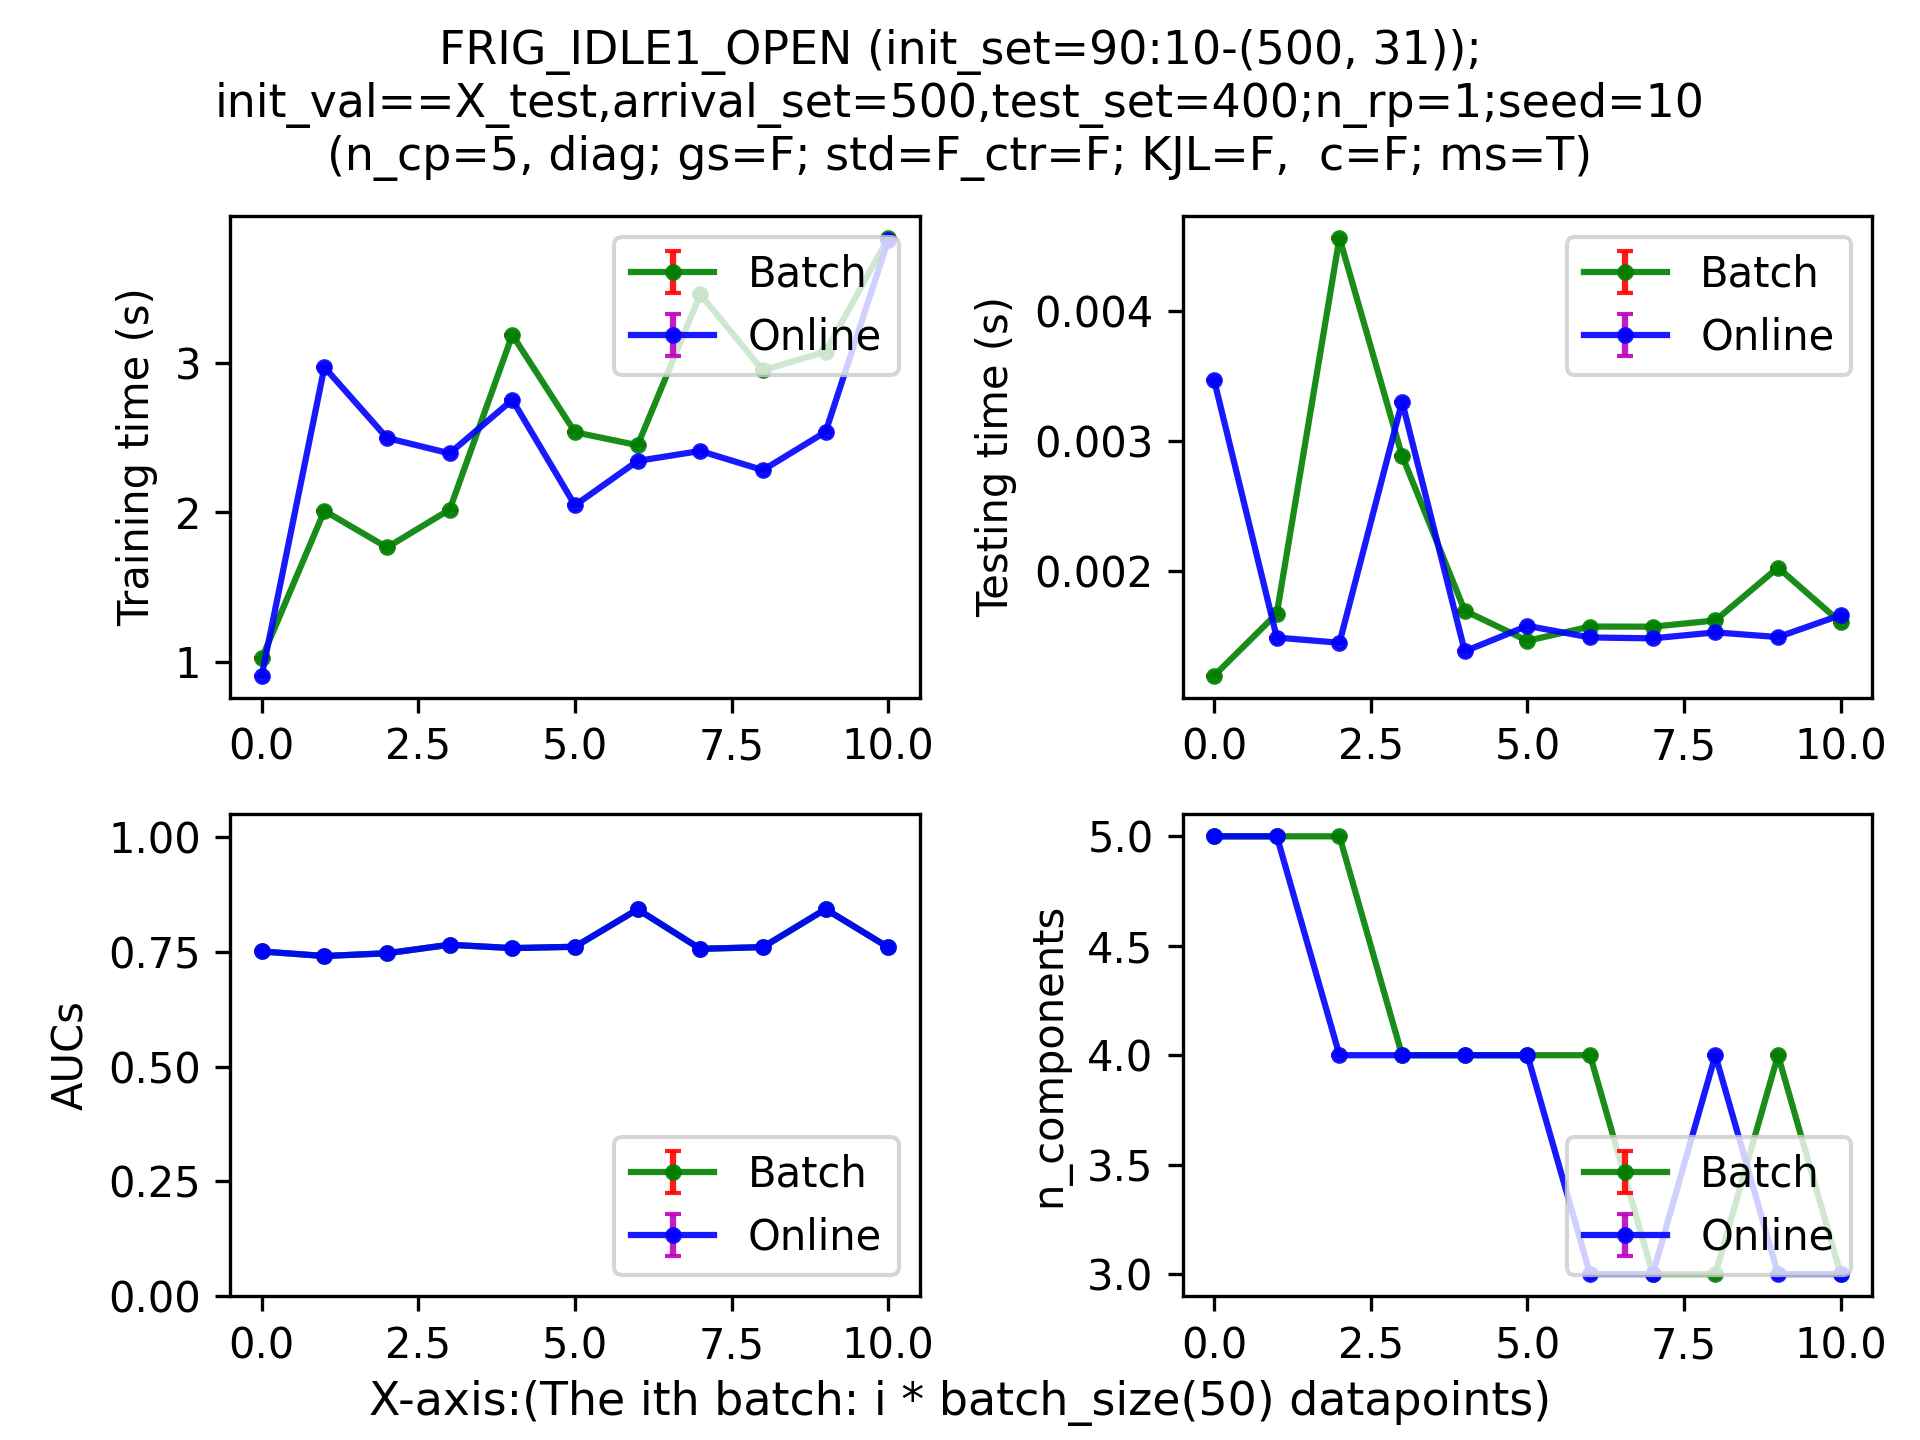 FRIG_IDLE1_OPEN (init_set=90:10-(500, 31));
init_val==X_test,arrival_set=500,test_set=400;n_rp=1;seed=10
(n_cp=5, diag; gs=F; std=F_ctr=F; KJL=F,  c=F; ms=T)
Training time (s)
3
2
1
0.0 2.5 5.0 7.5 10.0
Batch
Online
Testing time (s)
0.004
0.003
0.002
0.0 2.5 5.0 7.5 10.0
Batch
Online
AUCs
1.00
0.75
0.50
0.25
0.00
0.0 2.5 5.0 7.5 10.0
Batch
Online
n_components
5.0
4.5
4.0
3.5
3.0
0.0 2.5 5.0 7.5 10.0
Batch
Online
X-axis:(The ith batch: i * batch_size(50) datapoints)